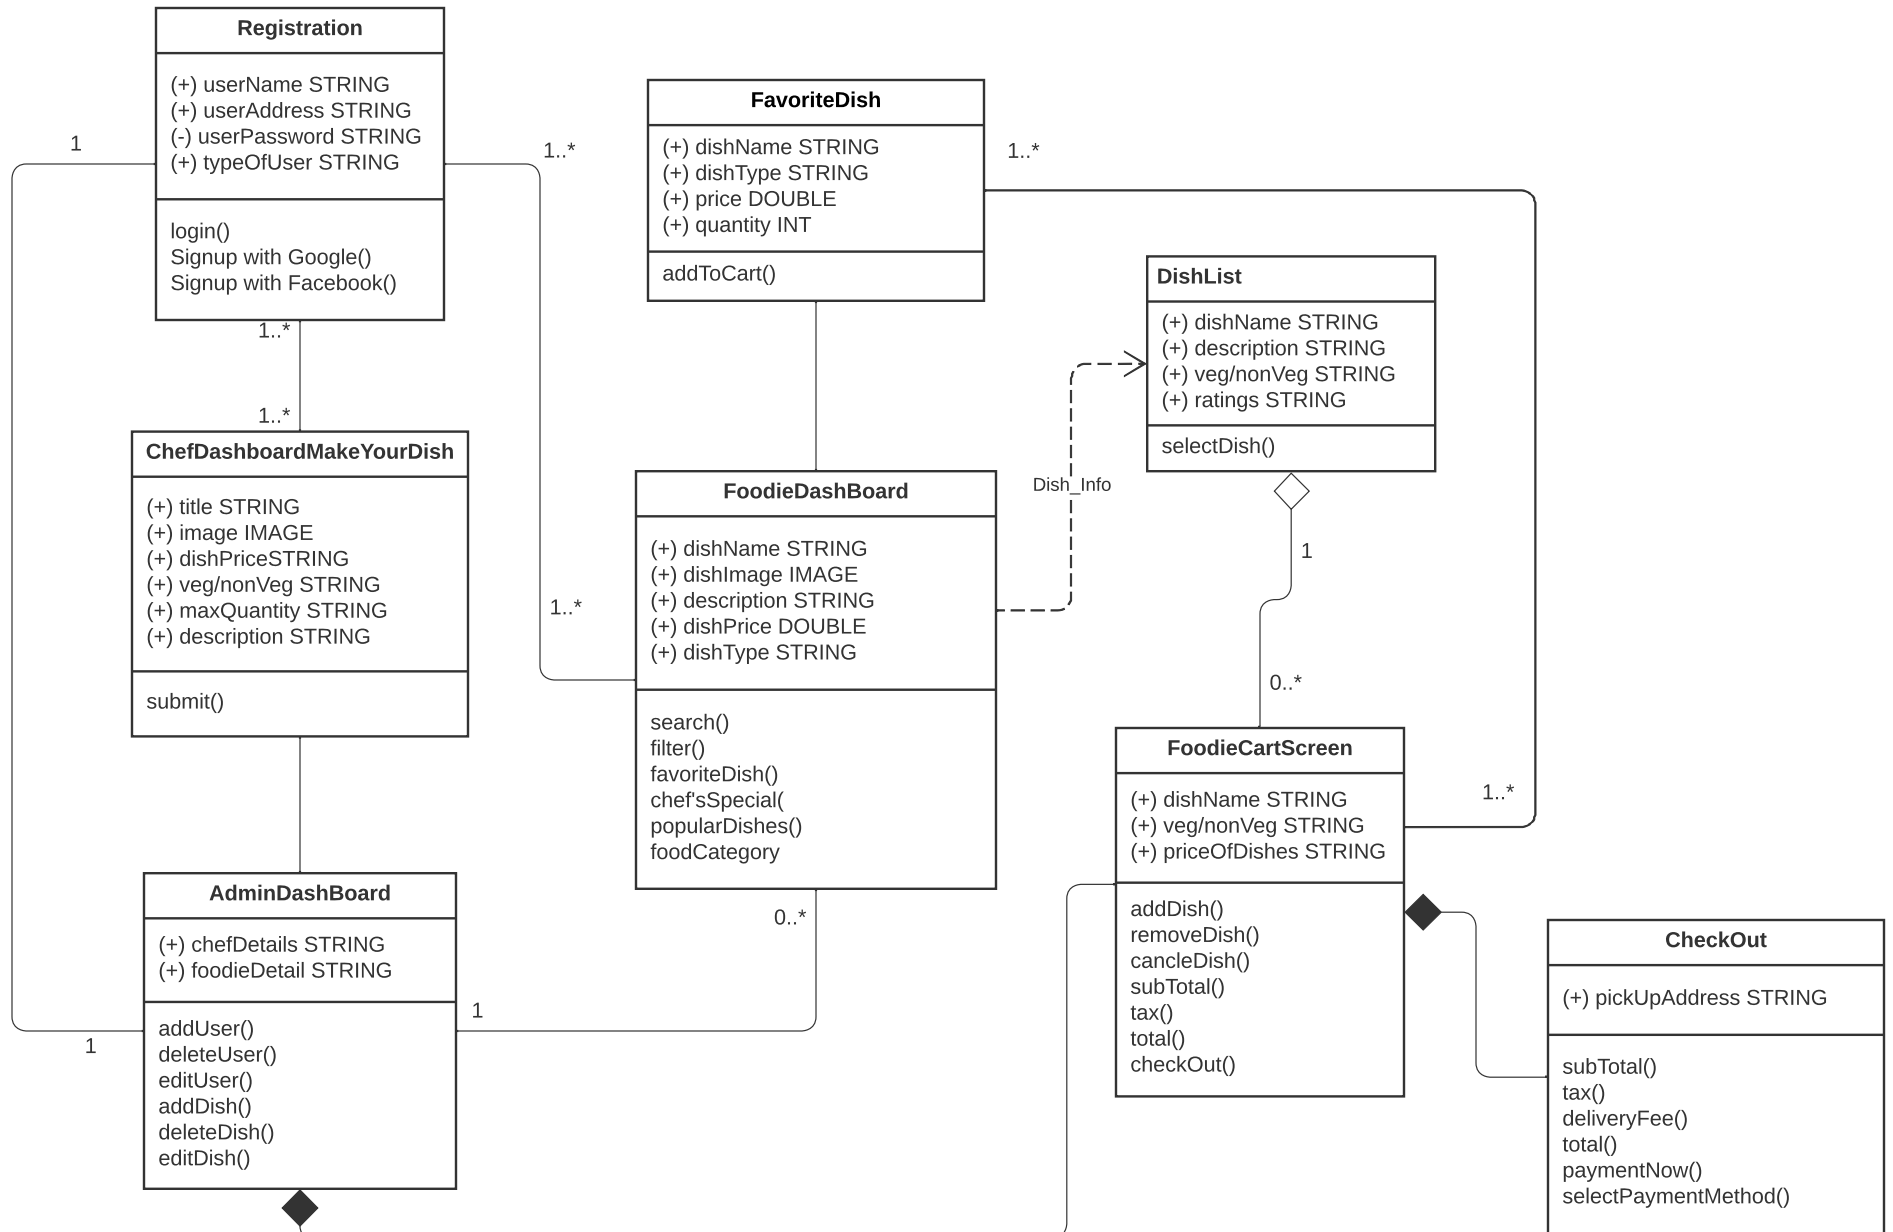 Registration
(+) userName STRING
(+) userAddress STRING
(-) userPassword STRING
(+) typeOfUser STRING
login()
Signup with Google()
Signup with Facebook()
1
1..*
1..*
1..*
1..*
ChefDashboardMakeYourDish
(+) title STRING
(+) image IMAGE
(+) dishPriceSTRING
(+) veg/nonVeg STRING
(+) maxQuantity STRING
(+) description STRING
submit()
AdminDashBoard
(+) chefDetails STRING
(+) foodieDetail STRING
addUser()
deleteUser()
editUser()
addDish()
deleteDish()
editDish()
1
1
0..*
FavoriteDish
(+) dishName STRING
(+) dishType STRING
(+) price DOUBLE
(+) quantity INT
addToCart()
1..*
FoodieDashBoard
(+) dishName STRING
(+) dishImage IMAGE
(+) description STRING
(+) dishPrice DOUBLE
(+) dishType STRING
search()
filter()
favoriteDish()
chef'sSpecial(
popularDishes()
foodCategory
Dish_Info
DishList
(+) dishName STRING
(+) description STRING
(+) veg/nonVeg STRING
(+) ratings STRING
selectDish()
1
0..*
1..*
FoodieCartScreen
(+) dishName STRING
(+) veg/nonVeg STRING
(+) priceOfDishes STRING
addDish()
removeDish()
cancleDish()
subTotal()
tax()
total()
checkOut()
CheckOut
(+) pickUpAddress STRING
subTotal()
tax()
deliveryFee()
total()
paymentNow()
selectPaymentMethod()